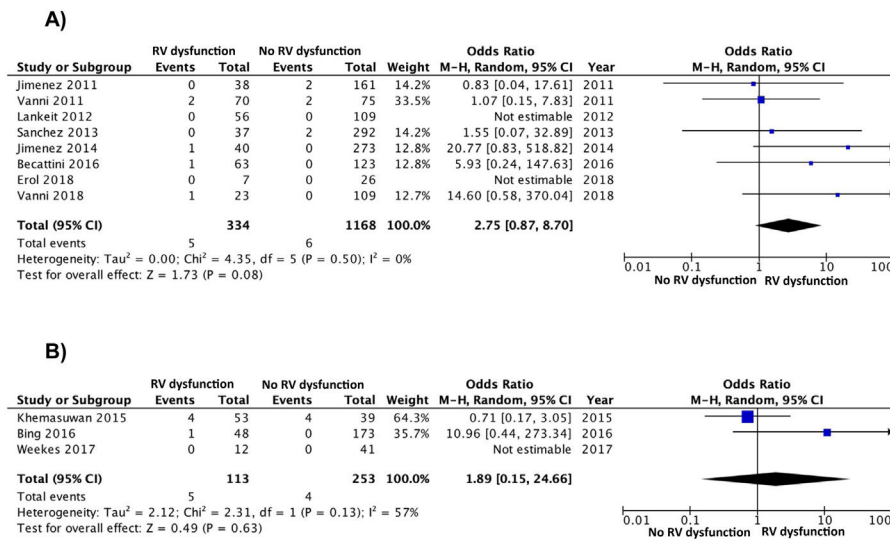 A)
RV dysfunction No RV dysfunction Odds Ratio Odds Ratio
Study or Subgroup Events Total Events Total Weight M-H, Random, 95% CI Year M-H, Random, 95% CI
Jimenez 2011 0 38 2 161 14.2% 0.83 [0.04, 17.61] 2011
Vanni 2011 2 70 2 75 33.5% 1.07 [0.15, 7.83] 2011
Lankeit 2012 0 56 0 109 Not estimable 2012
Sanchez 2013 0 37 2 292 14.2% 1.55 [0.07, 32.89] 2013
Jimenez 2014 1 40 0 273 12.8% 20.77 [0.83, 518.82] 2014
Becattini 2016 1 63 0 123 12.8% 5.93 [0.24, 147.63] 2016
Erol 2018 0 7 0 26 Not estimable 2018
Vanni 2018 1 23 0 109 12.7% 14.60 [0.58, 370.04] 2018
Total (95% CI) 334 1168 100.0% 2.75 [0.87, 8.70]
Total events 5 6
Heterogeneity: Tau² = 0.00; Chi² = 4.35, df = 5 (P = 0.50); I² = 0%
Test for overall effect: Z = 1.73 (P = 0.08)
0.01 0.1 1 10 100
No RV dysfunction RV dysfunction
B)
RV dysfunction No RV dysfunction Odds Ratio Odds Ratio
Study or Subgroup Events Total Events Total Weight M-H, Random, 95% CI Year M-H, Random, 95% CI
Khemasuwan 2015 4 53 4 39 64.3% 0.71 [0.17, 3.05] 2015
Bing 2016 1 48 0 173 35.7% 10.96 [0.44, 273.34] 2016
Weekes 2017 0 12 0 41 Not estimable 2017
Total (95% CI) 113 253 100.0% 1.89 [0.15, 24.66]
Total events 5 4
Heterogeneity: Tau² = 2.12; Chi² = 2.31, df = 1 (P = 0.13); I² = 57%
Test for overall effect: Z = 0.49 (P = 0.63)
0.01 0.1 1 10 100
No RV dysfunction RV dysfunction